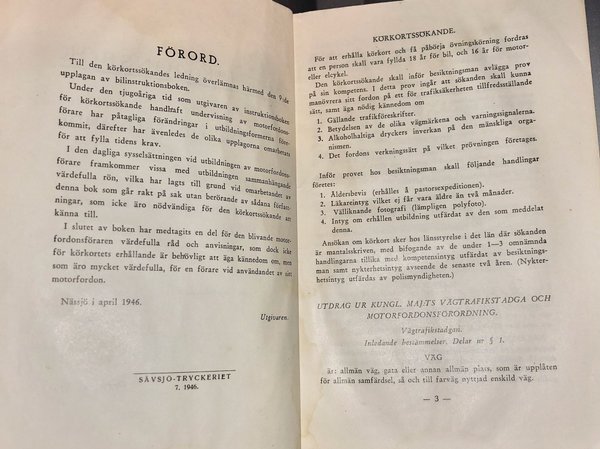 FÖRORD.
Till den körkortssökandes ledning överlämnas härmed den 9:de
upplagan av bilinstruktionsboken.
Under den tjugoåriga tid som utgivaren av instruktionsboken
för körkortssökande handhaft undervisning av motorfordons-
förare har påtagliga förändringar i utbildningsformerna före-
kommit, därefter har ävenledes de olika upplagorna omarbetats
för att fylla tidens krav.
I den dagliga sysselsättningen vid utbildning av motorfordons-
förare framkommer vissa med utbildningen sammanhängande
värdefulla rön, vilka har lagts till grund vid omarbetandet av
denna bok som går rakt på sak utan berörande av sådana författ-
ningar, som icke äro nödvändiga för den körkortssökande att
känna till.
I slutet av boken har medtagits en del för den blivande motor-
fordonsföraren värdefulla råd och anvisningar, som dock icke
för körkortets erhållande är behövligt att äga kännedom om, men
som äro mycket värdefulla, för en förare vid användandet av sitt
motorfordon.
Nässjö i april 1946.
Utgivaren.
SÄVSJÖ-TRYCKERIET
7. 1946.
KÖRKORTSSÖKANDE.
För att erhålla körkort och få påbörja övningskörning fordras
att en person skall vara fyllda 18 år för bil, och 16 år för motor-
eller elcykel.
Den körkortssökande skall inför besiktningsman avlägga prov
på sin kompetens. I detta prov ingår att sökanden skall kunna
manövrera sitt fordon på ett för trafiksäkerheten tillfredsställande
sätt, samt äga nödig kännedom om
1. Gällande trafikföreskrifter.
2. Betydelsen av de olika vägmärkena och varningssignalerna.
3. Alkoholhaltiga dryckers inverkan på den mänskliga orga-
nismen.
4. Det fordons verkningssätt på vilket prövningen företages.
Inför provet hos besiktningsman skall följande handlingar
företes:
1. Åldersbevis (erhålles å pastorsexpeditionen).
2. Läkareintyg vilket ej får vara äldre än två månader.
3. Välliknande fotografi (lämpligen polyfoto).
4. Intyg om erhållen utbildning utfärdat av den som meddelat
denna.
Ansökan om körkort sker hos länsstyrelse i det län där sökanden
är mantalsskriven, med bifogande av de under 1—3 omnämnda
handlingarna tillika med kompetensintyg utfärdat av besiktnings-
man samt nykterhetsintyg avseende de senaste två åren. (Nykter-
hetsintyg utfärdas av polismyndigheten).
UTDRAG UR KUNGL. MAJ:TS VÄGTRAFIKSTADGA OCH
MOTORFORDONSFÖRORDNING.
Vägtrafikstadgan.
Inledande bestämmelser. Delar ur § 1.
VÄG
är: allmän väg, gata eller annan allmän plats, som är upplåten
för allmän samfärdsel, så och till farväg nyttjad enskild väg.
— 3 —